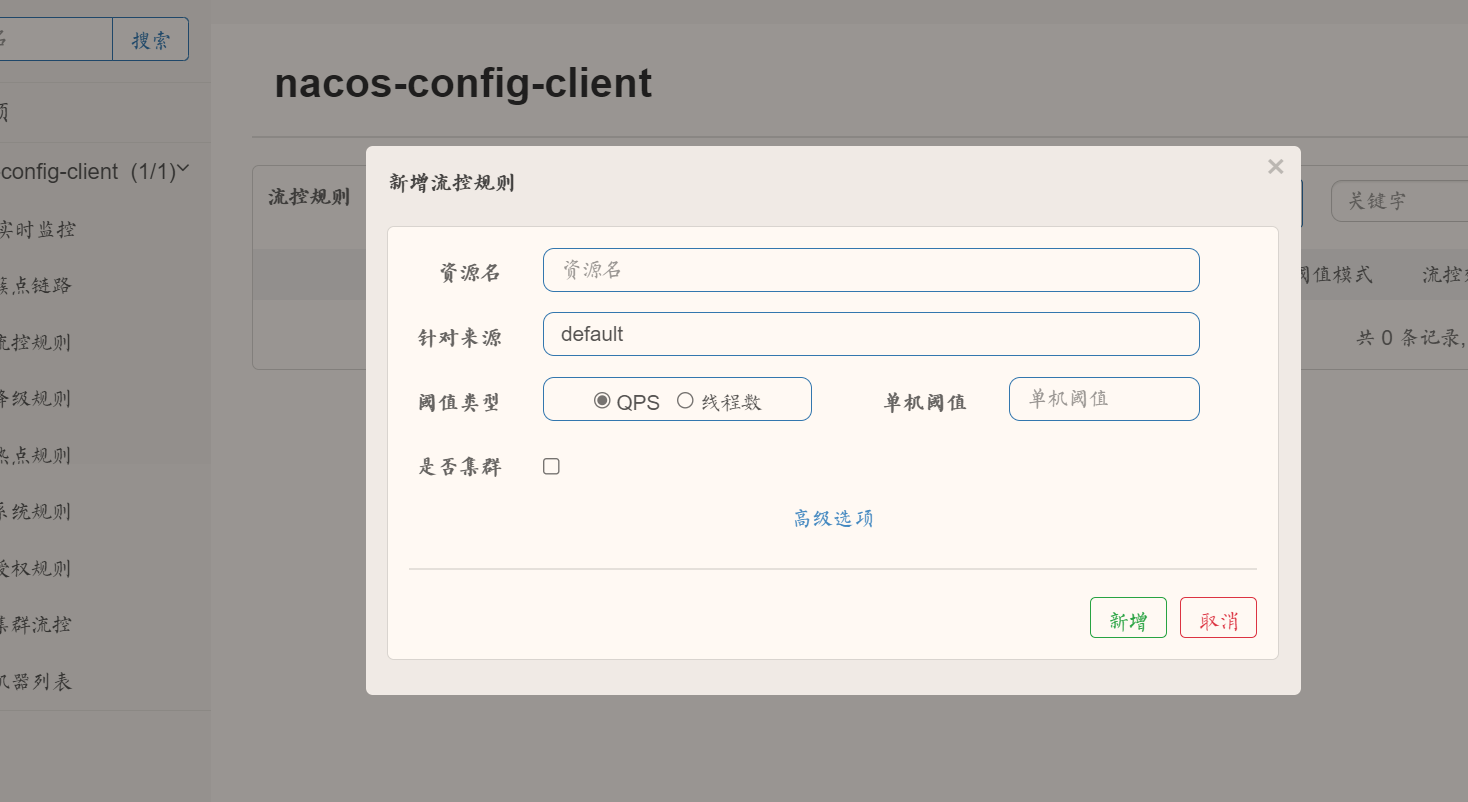 名
搜索
nacos-config-client
页
-config-client (1/1)
实时监控
簇点链路
流控规则
降级规则
热点规则
系统规则
授权规则
集群流控
机器列表
流控规则
关键字
阈值模式
流控
共 0 条记录,
新增流控规则
×
资源名
资源名
针对来源
default
阈值类型
QPS
线程数
单机阈值
单机阈值
是否集群
高级选项
新增
取消